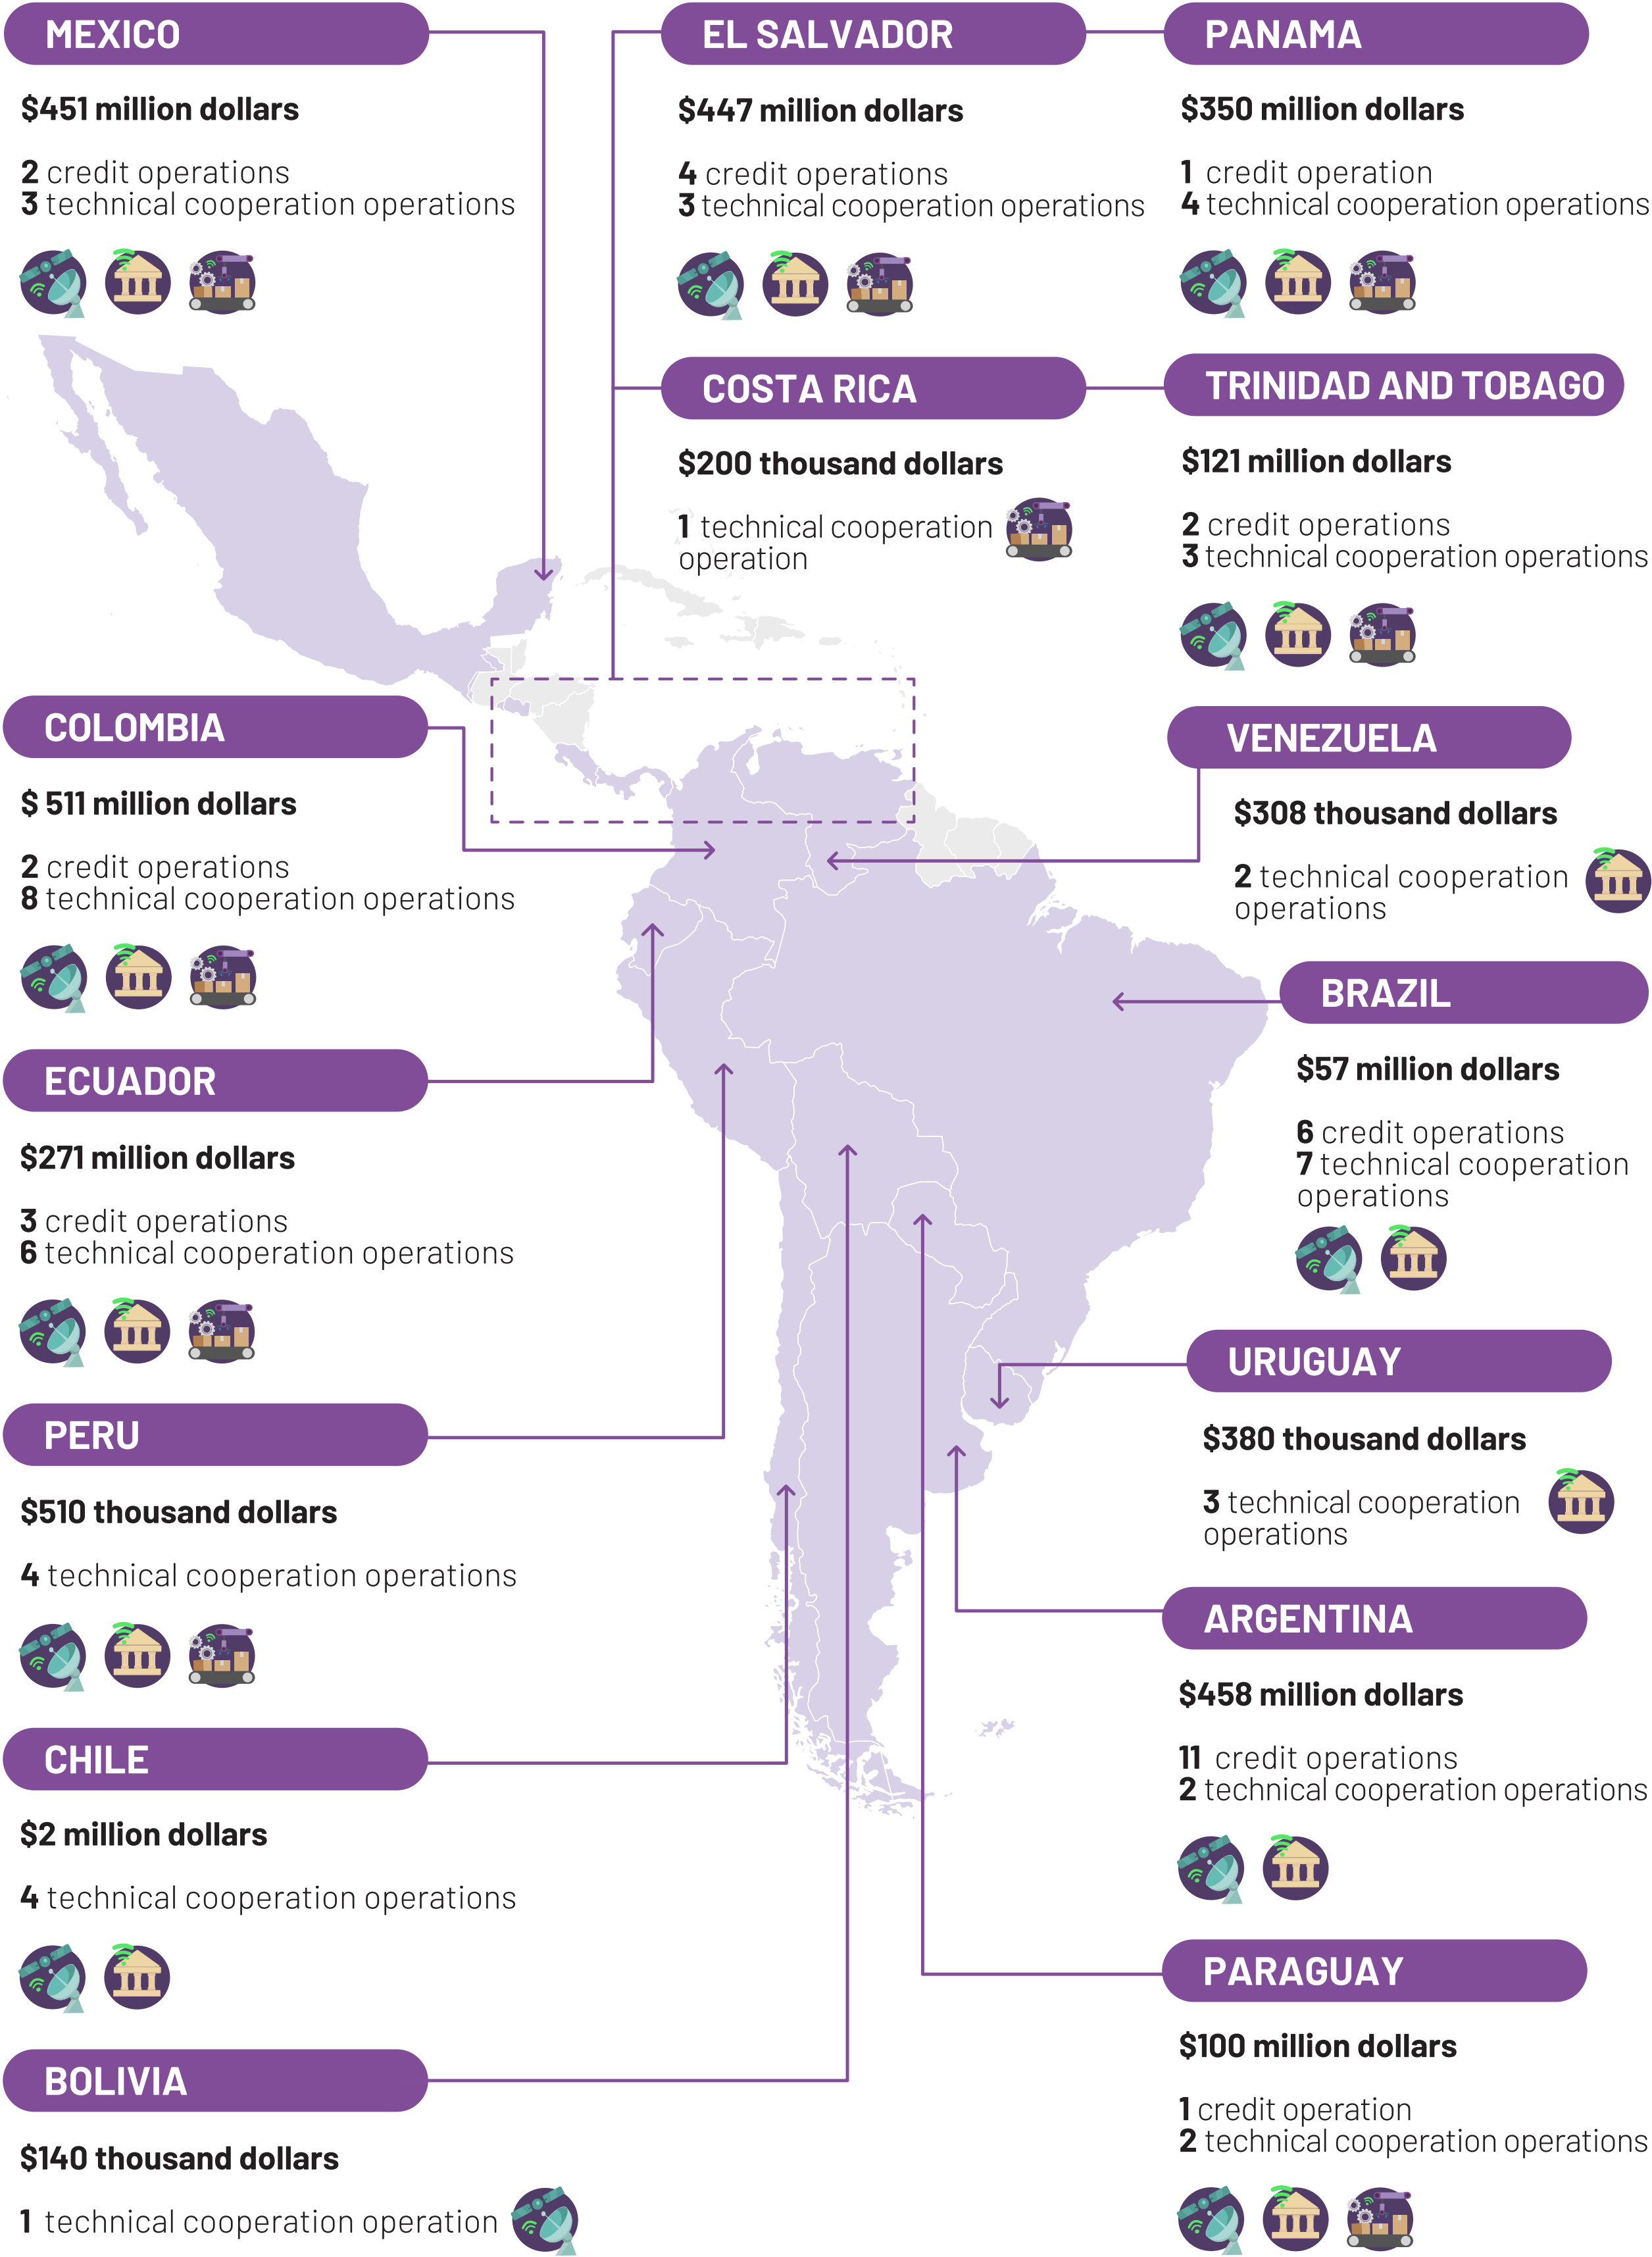 MEXICO
$451 million dollars
2 credit operations
3 technical cooperation operations
EL SALVADOR
$447 million dollars
4 credit operations
3 technical cooperation operations
PANAMA
$350 million dollars
1 credit operation
4 technical cooperation operations
COSTA RICA
$200 thousand dollars
1 technical cooperation
operation
TRINIDAD AND TOBAGO
$121 million dollars
2 credit operations
3 technical cooperation operations
COLOMBIA
$ 511 million dollars
2 credit operations
8 technical cooperation operations
VENEZUELA
$308 thousand dollars
2 technical cooperation
operations
ECUADOR
$271 million dollars
3 credit operations
6 technical cooperation operations
BRAZIL
$57 million dollars
6 credit operations
7 technical cooperation
operations
PERU
$510 thousand dollars
4 technical cooperation operations
URUGUAY
$380 thousand dollars
3 technical cooperation
operations
CHILE
$2 million dollars
4 technical cooperation operations
ARGENTINA
$458 million dollars
11 credit operations
2 technical cooperation operations
BOLIVIA
$140 thousand dollars
1 technical cooperation operation
PARAGUAY
$100 million dollars
1 credit operation
2 technical cooperation operations